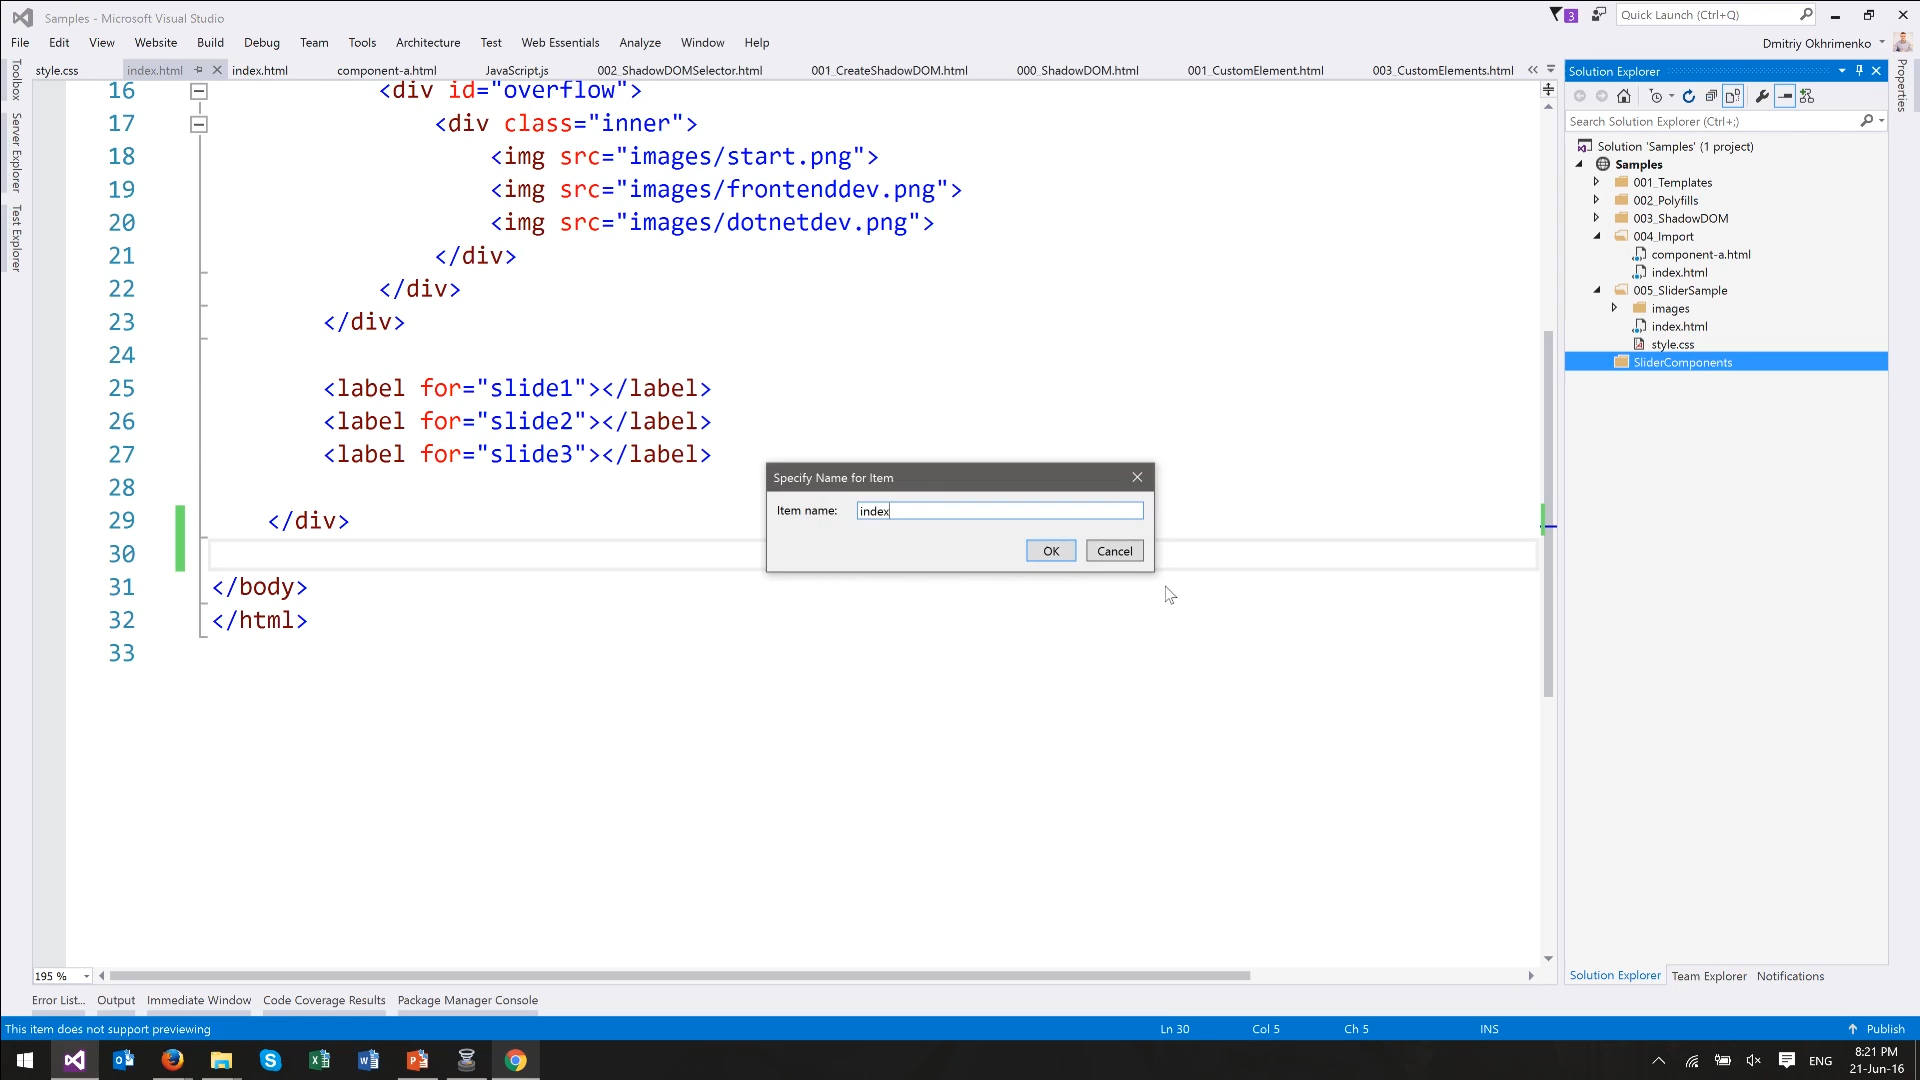 Samples - Microsoft Visual Studio
3
Quick Launch (Ctrl+Q)
File Edit View Website Build Debug Team Tools Architecture Test Web Essentials Analyze Window Help
Dmitriy Okhrimenko
style.css index.html index.html component-a.html JavaScript.js 002_ShadowDOMSelector.html 001_CreateShadowDOM.html 000_ShadowDOM.html 001_CustomElement.html 003_CustomElements.html
Toolbox
Server Explorer
Test Explorer
16 <div id="overflow">
17 <div class="inner">
18 <img src="images/start.png">
19 <img src="images/frontenddev.png">
20 <img src="images/dotnetdev.png">
21 </div>
22 </div>
23 </div>
24
25 <label for="slide1"></label>
26 <label for="slide2"></label>
27 <label for="slide3"></label>
28
29 </div>
30
31 </body>
32 </html>
33
Specify Name for Item
Item name: index
OK Cancel
Solution Explorer
Search Solution Explorer (Ctrl+;)
Solution 'Samples' (1 project)
Samples
001_Templates
002_Polyfills
003_ShadowDOM
004_Import
component-a.html
index.html
005_SliderSample
images
index.html
style.css
SliderComponents
Properties
195 %
Solution Explorer Team Explorer Notifications
Error List... Output Immediate Window Code Coverage Results Package Manager Console
This item does not support previewing Ln 30 Col 5 Ch 5 INS Publish
ENG
8:21 PM
21-Jun-16